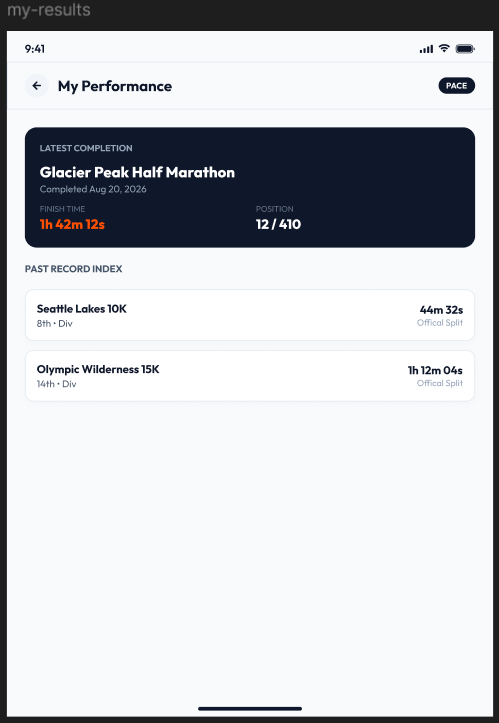 my-results
9:41
My Performance
PACE
LATEST COMPLETION
Glacier Peak Half Marathon
Completed Aug 20, 2026
FINISH TIME
POSITION
1h 42m 12s
12 / 410
PAST RECORD INDEX
Seattle Lakes 10K
44m 32s
8th • Div
Offical Split
Olympic Wilderness 15K
1h 12m 04s
14th • Div
Offical Split